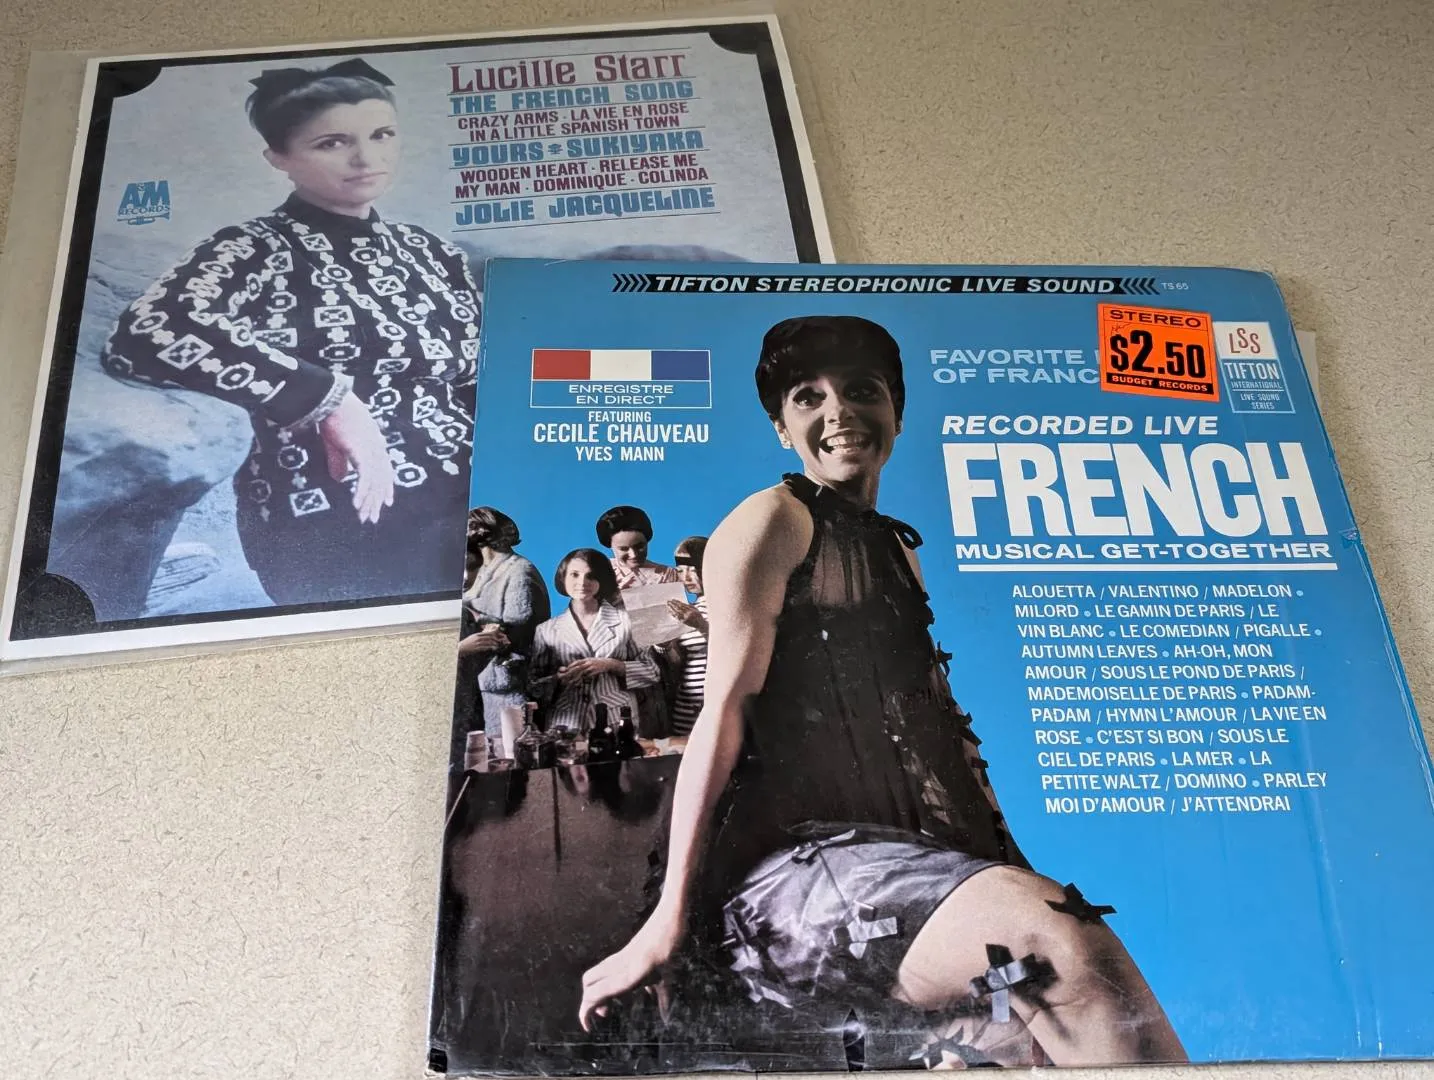 Lucille Starr
THE FRENCH SONG
CRAZY ARMS · LA VIE EN ROSE
IN A LITTLE SPANISH TOWN
YOURS * SUKIYAKA
WOODEN HEART · RELEASE ME
MY MAN · DOMINIQUE · COLINDA
JOLIE JACQUELINE
A&M
RECORDS
TIFTON STEREOPHONIC LIVE SOUND
TS 65
ENREGISTRE
EN DIRECT
FEATURING
CECILE CHAUVEAU
YVES MANN
FAVORITE
OF FRANC
STEREO
$2.50
BUDGET RECORDS
LSS
TIFTON
INTERNATIONAL
LIVE SOUND
SERIES
RECORDED LIVE
FRENCH
MUSICAL GET-TOGETHER
ALOUETTA / VALENTINO / MADELON •
MILORD • LE GAMIN DE PARIS / LE
VIN BLANC • LE COMEDIAN / PIGALLE •
AUTUMN LEAVES • AH-OH, MON
AMOUR / SOUS LE POND DE PARIS /
MADEMOISELLE DE PARIS • PADAM-
PADAM / HYMN L'AMOUR / LA VIE EN
ROSE • C'EST SI BON / SOUS LE
CIEL DE PARIS • LA MER • LA
PETITE WALTZ / DOMINO • PARLEY
MOI D'AMOUR / J'ATTENDRAI